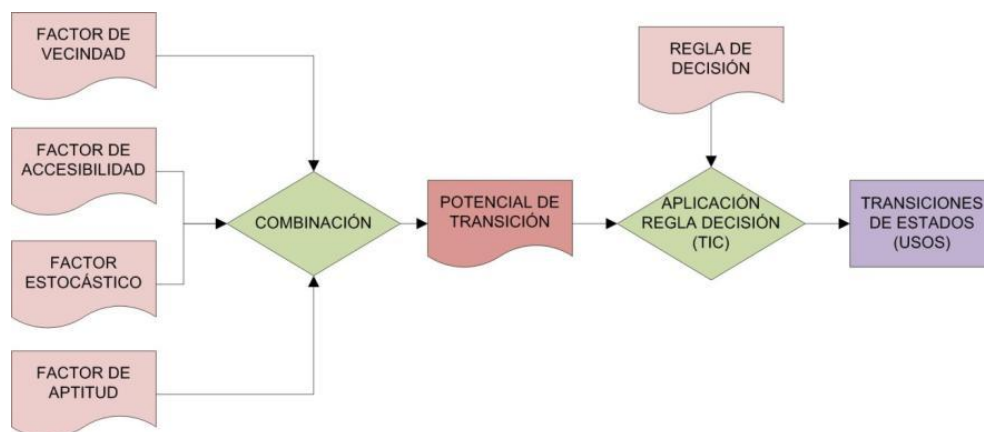 FACTOR DE
VECINDAD
FACTOR DE
ACCESIBILIDAD
FACTOR
ESTOCÁSTICO
FACTOR DE
APTITUD
COMBINACIÓN
POTENCIAL DE
TRANSICIÓN
REGLA DE
DECISIÓN
APLICACIÓN
REGLA DECISIÓN
(TIC)
TRANSICIONES
DE ESTADOS
(USOS)